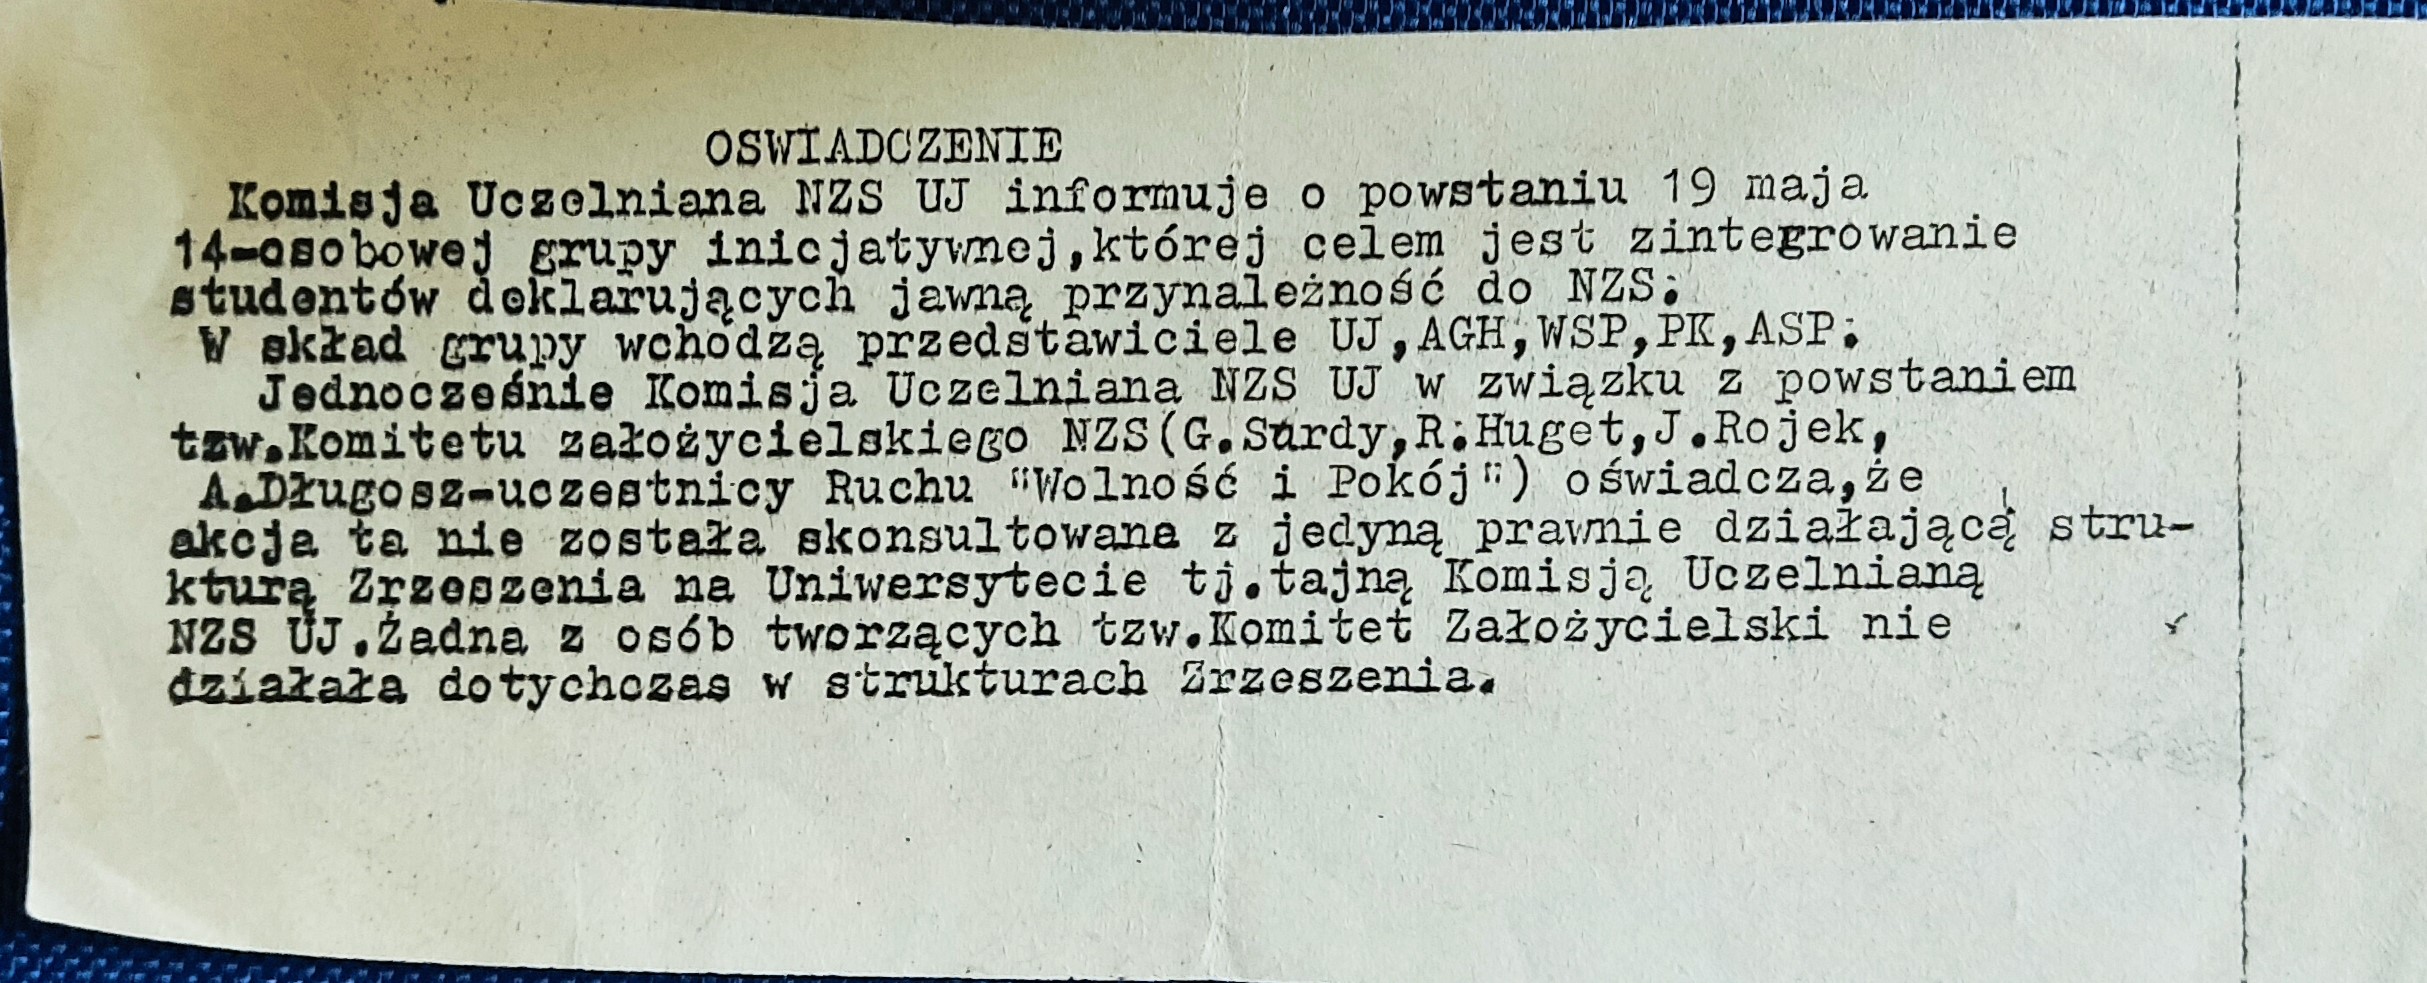 OSWIADCZENIE
Komisja Uczelniana NZS UJ informuje o powstaniu 19 maja
14-osobowej grupy inicjatywnej,której celem jest zintegrowanie
studentów deklarujących jawną przynależność do NZS.
W skład grupy wchodzą przedstawiciele UJ,AGH,WSP,PK,ASP.
Jednocześnie Komisja Uczelniana NZS UJ w związku z powstaniem
tzw.Komitetu założycielskiego NZS(G.Surdy,R.Huget,J.Rojek,
A.Długosz-uczestnicy Ruchu "Wolność i Pokój") oświadcza,że
akcja ta nie została skonsultowana z jedyną prawnie działającą stru-
kturą Zrzeszenia na Uniwersytecie tj.tajną Komisją Uczelnianą
NZS UJ.Żadna z osób tworzących tzw.Komitet Założycielski nie
działała dotychczas w strukturach Zrzeszenia.